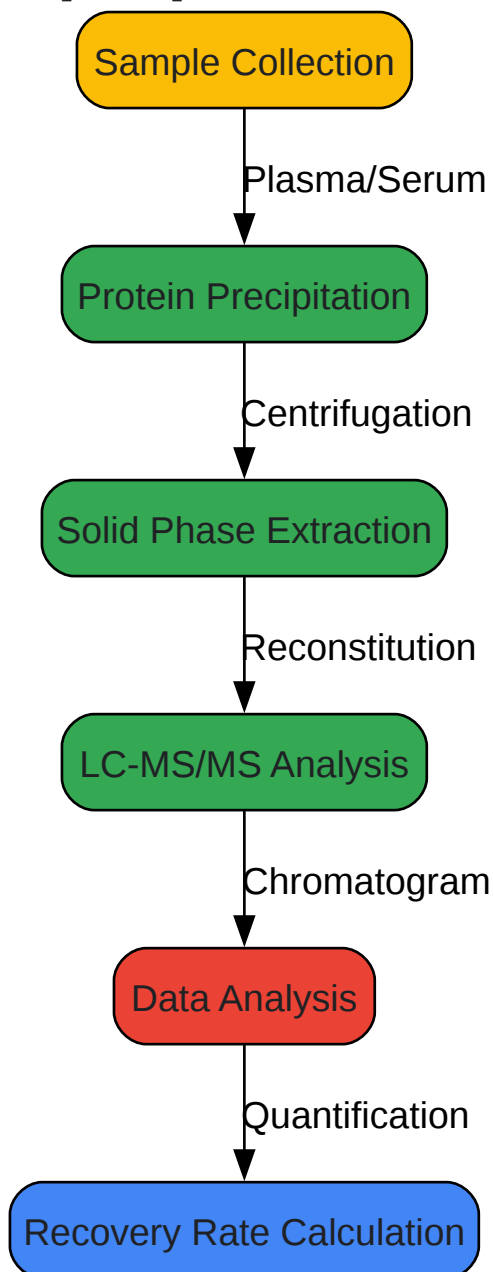 Sample Collection
Plasma/Serum
Protein Precipitation
Centrifugation
Solid Phase Extraction
Reconstitution
LC-MS/MS Analysis
Chromatogram
Data Analysis
Quantification
Recovery Rate Calculation